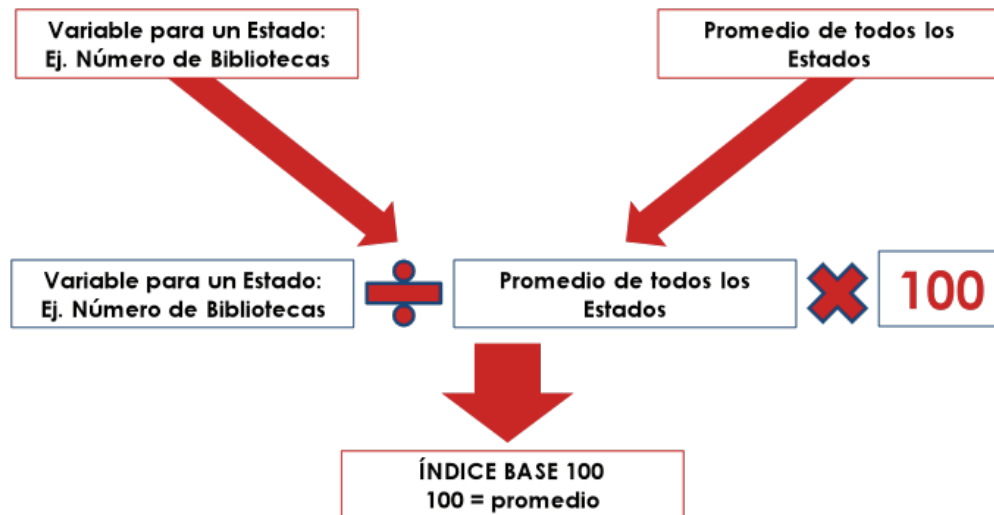 Variable para un Estado:
Ej. Número de Bibliotecas
Promedio de todos los
Estados
Variable para un Estado:
Ej. Número de Bibliotecas
Promedio de todos los
Estados
100
ÍNDICE BASE 100
100 = promedio